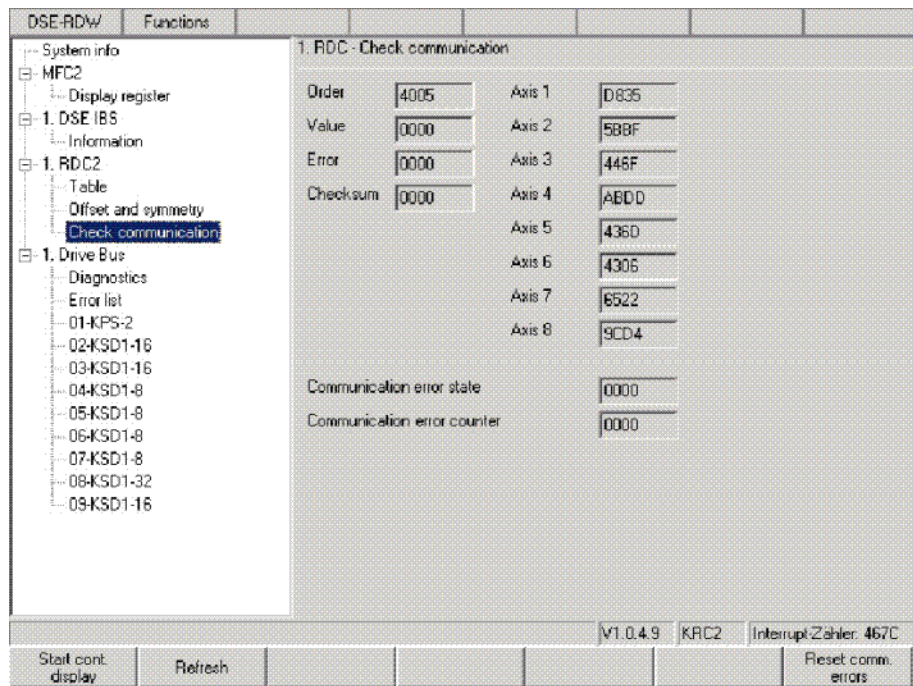 DSE-RDW Functions
System info
MFC2
Display register
1. DSE IBS
Information
1. RDC2
Table
Offset and symmetry
Check communication
1. Drive Bus
Diagnostics
Error list
01-KPS-2
02-KSD1-16
03-KSD1-16
04-KSD1-8
05-KSD1-8
06-KSD1-8
07-KSD1-8
08-KSD1-32
09-KSD1-16
1. RDC - Check communication
Order 4005 Axis 1 D835
Value 0000 Axis 2 5BBF
Error 0000 Axis 3 446F
Checksum 0000 Axis 4 ABDD
Axis 5 436D
Axis 6 4306
Axis 7 6522
Axis 8 9CD4
Communication error state 0000
Communication error counter 0000
V1.0.4.9 KRC2 Interrupt-Zähler: 467C
Start cont. display Refresh Reset comm. errors